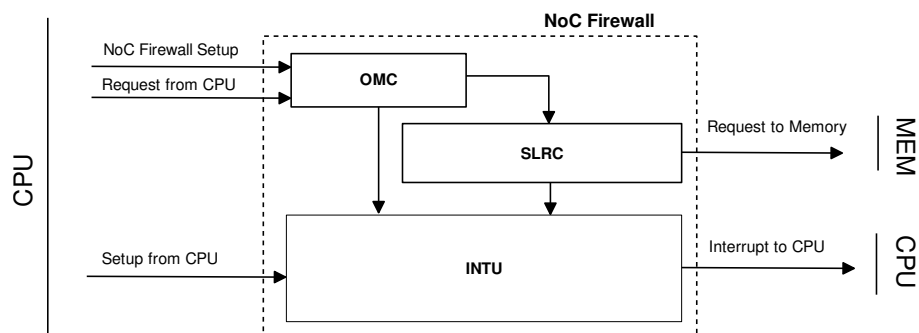 NoC Firewall
NoC Firewall Setup
OMC
Request from CPU
Request to Memory
MEM
SLRC
CPU
Setup from CPU
INTU
Interrupt to CPU
CPU